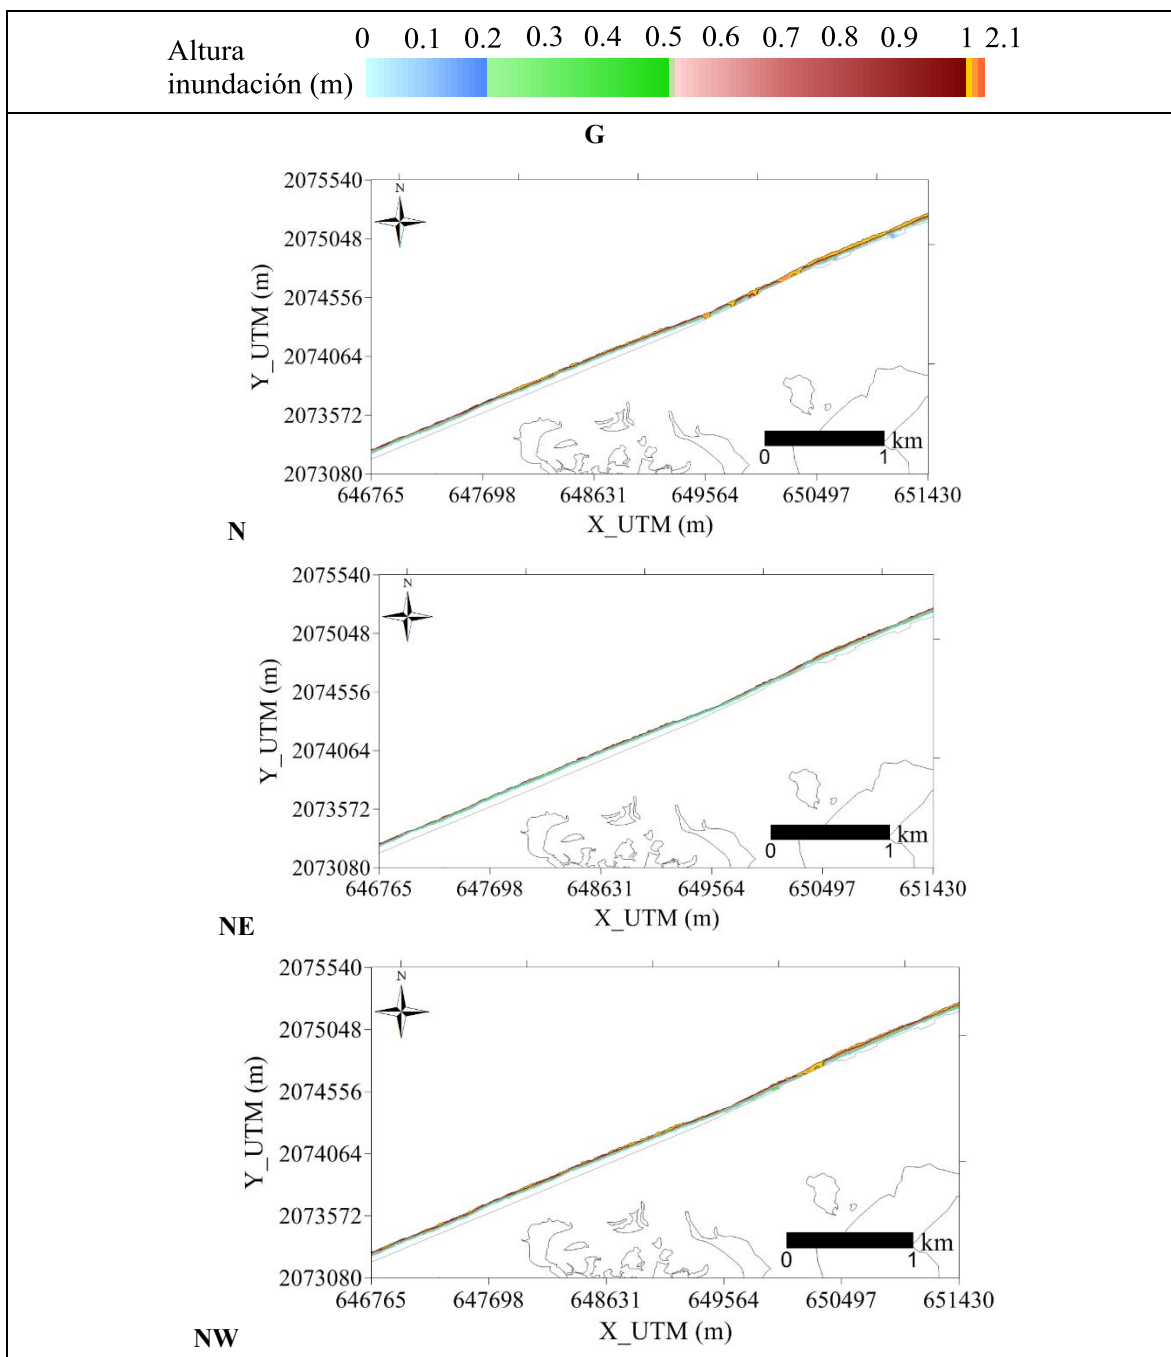 Altura
inundación (m)
0 0.1 0.2 0.3 0.4 0.5 0.6 0.7 0.8 0.9 1 2.1
G
2075540
2075048
2074556
2074064
2073572
2073080
Y_UTM (m)
N
km
0 1
646765 647698 648631 649564 650497 651430
X_UTM (m)
N
2075540
2075048
2074556
2074064
2073572
2073080
Y_UTM (m)
N
km
0 1
646765 647698 648631 649564 650497 651430
X_UTM (m)
NE
2075540
2075048
2074556
2074064
2073572
2073080
Y_UTM (m)
N
km
0 1
646765 647698 648631 649564 650497 651430
X_UTM (m)
NW